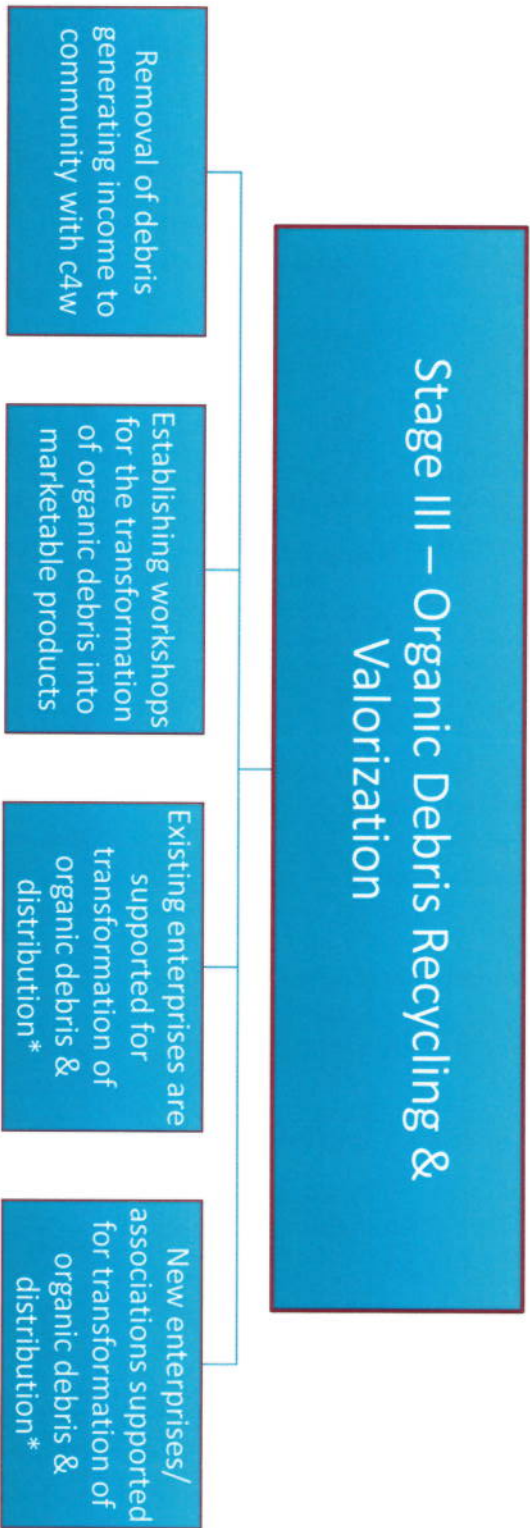 Stage III – Organic Debris Recycling &
Valorization
Removal of debris
generating income to
community with c4w
Establishing workshops
for the transformation
of organic debris into
marketable products
Existing enterprises are
supported for
transformation of
organic debris &
distribution*
New enterprises/
associations supported
for transformation of
organic debris &
distribution*